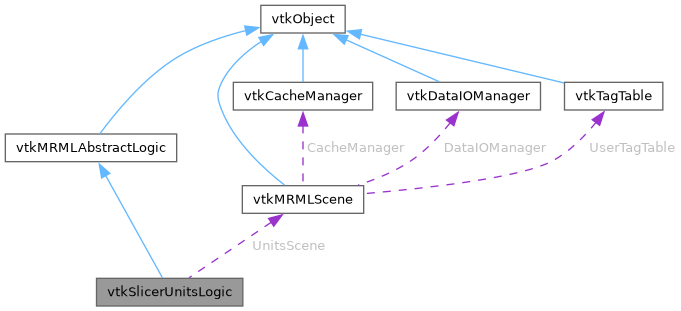 vtkObject
vtkCacheManager
vtkDataIOManager
vtkTagTable
vtkMRMLAbstractLogic
CacheManager
DataIOManager
UserTagTable
vtkMRMLScene
UnitsScene
vtkSlicerUnitsLogic